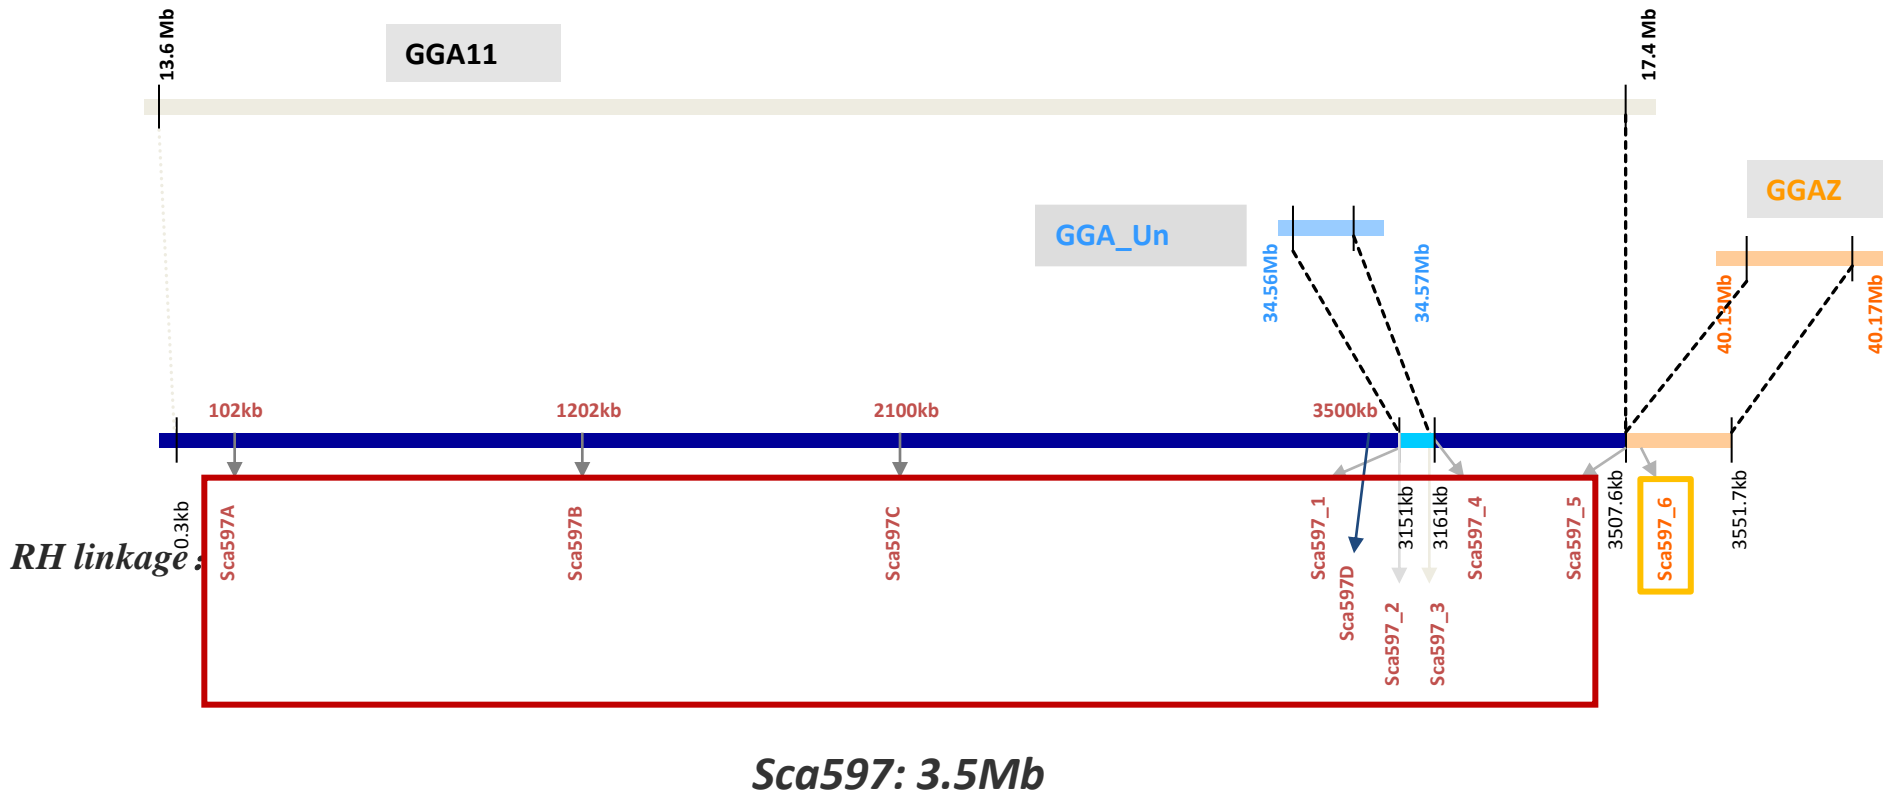 13.6 Mb
GGA11
17.4 Mb
GGAZ
GGA_Un
34.56Mb
34.57Mb
40.13Mb
40.17Mb
102kb
1202kb
2100kb
3500kb
RH linkage :
0.3kb
Sca597A
Sca597B
Sca597C
Sca597_1
Sca597D
3151kb
Sca597_2
3161kb
Sca597_3
Sca597_4
Sca597_5
3507.6kb
Sca597_6
3551.7kb
Sca597: 3.5Mb